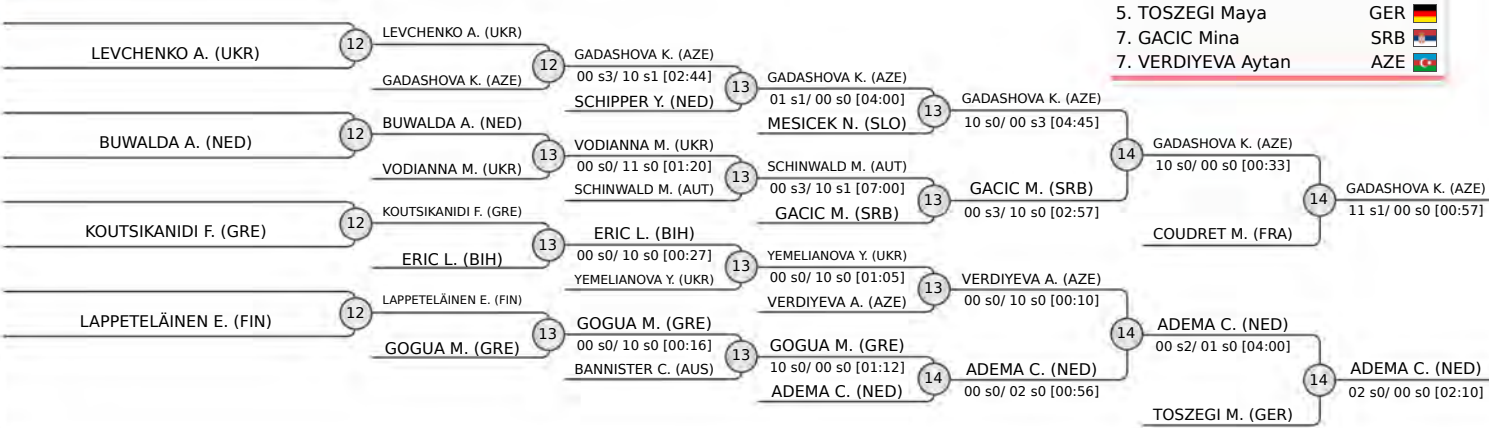 5. TOSZEGI Maya GER
7. GACIC Mina SRB
7. VERDIYEVA Aytan AZE
LEVCHENKO A. (UKR)
12
LEVCHENKO A. (UKR)
GADASHOVA K. (AZE)
12
GADASHOVA K. (AZE)
00 s3/ 10 s1 [02:44]
SCHIPPER Y. (NED)
13
GADASHOVA K. (AZE)
01 s1/ 00 s0 [04:00]
MESICEK N. (SLO)
13
GADASHOVA K. (AZE)
10 s0/ 00 s3 [04:45]
BUWALDA A. (NED)
12
BUWALDA A. (NED)
VODIANNA M. (UKR)
13
VODIANNA M. (UKR)
00 s0/ 11 s0 [01:20]
SCHINWALD M. (AUT)
13
SCHINWALD M. (AUT)
00 s3/ 10 s1 [07:00]
GACIC M. (SRB)
13
GACIC M. (SRB)
00 s3/ 10 s0 [02:57]
14
GADASHOVA K. (AZE)
10 s0/ 00 s0 [00:33]
COUDRET M. (FRA)
14
GADASHOVA K. (AZE)
11 s1/ 00 s0 [00:57]
KOUTSIKANIDI F. (GRE)
12
KOUTSIKANIDI F. (GRE)
ERIC L. (BIH)
13
ERIC L. (BIH)
00 s0/ 10 s0 [00:27]
YEMELIANOVA Y. (UKR)
13
YEMELIANOVA Y. (UKR)
00 s0/ 10 s0 [01:05]
VERDIYEVA A. (AZE)
13
VERDIYEVA A. (AZE)
00 s0/ 10 s0 [00:10]
LAPPETELÄINEN E. (FIN)
12
LAPPETELÄINEN E. (FIN)
GOGUA M. (GRE)
13
GOGUA M. (GRE)
00 s0/ 10 s0 [00:16]
BANNISTER C. (AUS)
13
GOGUA M. (GRE)
10 s0/ 00 s0 [01:12]
ADEMA C. (NED)
14
ADEMA C. (NED)
00 s0/ 02 s0 [00:56]
14
ADEMA C. (NED)
00 s2/ 01 s0 [04:00]
TOSZEGI M. (GER)
14
ADEMA C. (NED)
02 s0/ 00 s0 [02:10]